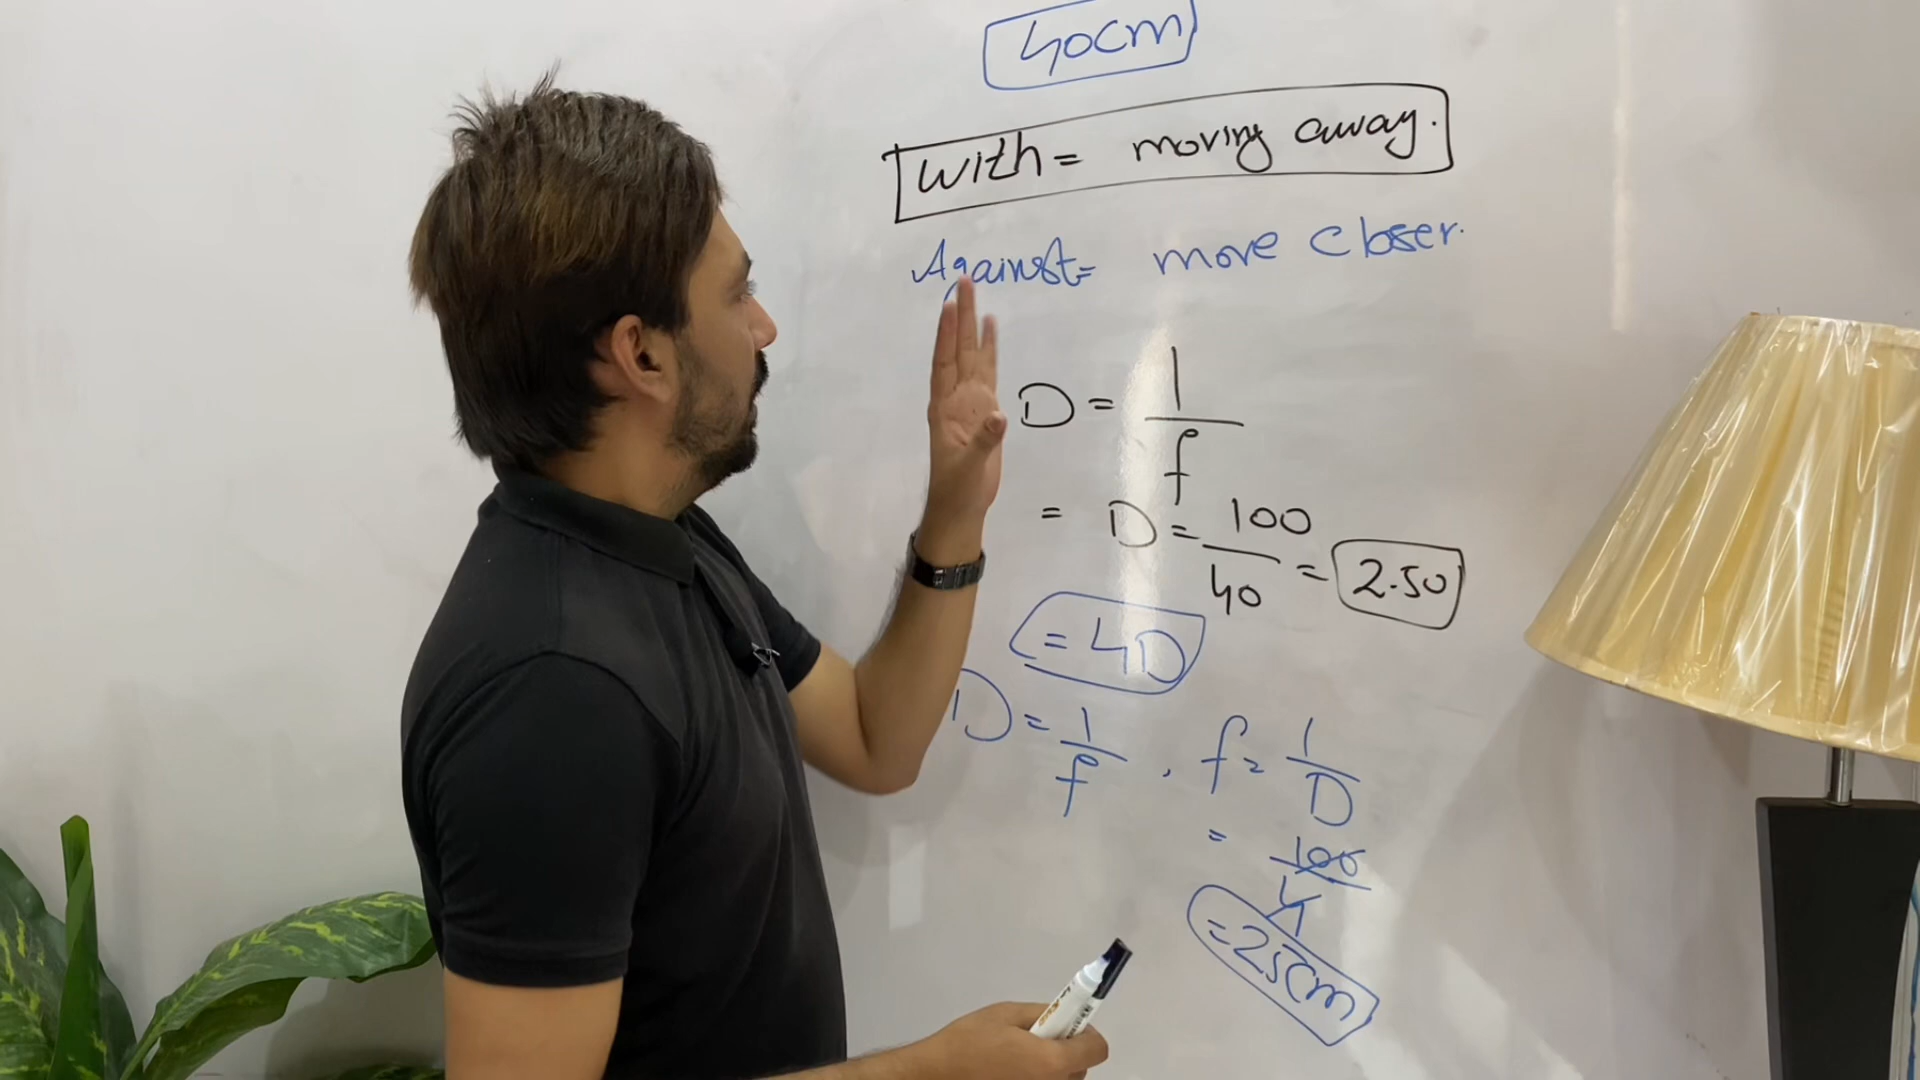 40cm
With = moving away.
Against = move closer.
D = 1/f
= D = 100/40 = 2.50
= 4D
D = 1/f , f = 1/D
= 100/4
= 25cm